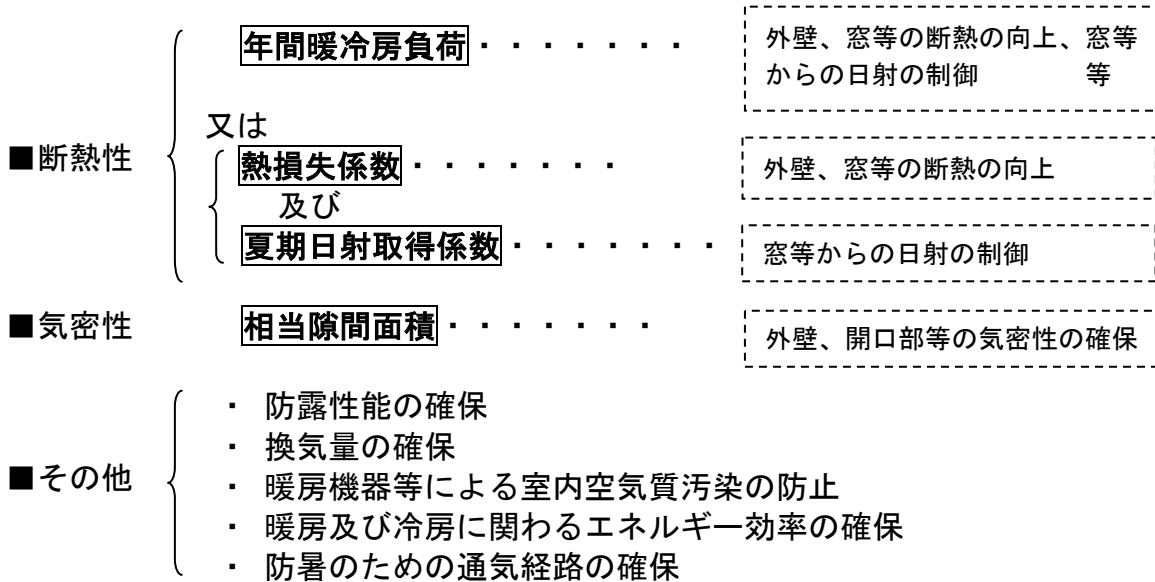 年間暖冷房負荷・・・・・・・
外壁、窓等の断熱の向上、窓等
からの日射の制御 等
又は
■断熱性
熱損失係数・・・・・・・
外壁、窓等の断熱の向上
及び
夏期日射取得係数・・・・・・・
窓等からの日射の制御
■気密性 相当隙間面積・・・・・・・
外壁、開口部等の気密性の確保
■その他
・ 防露性能の確保
・ 換気量の確保
・ 暖房機器等による室内空気質汚染の防止
・ 暖房及び冷房に関わるエネルギー効率の確保
・ 防暑のための通気経路の確保